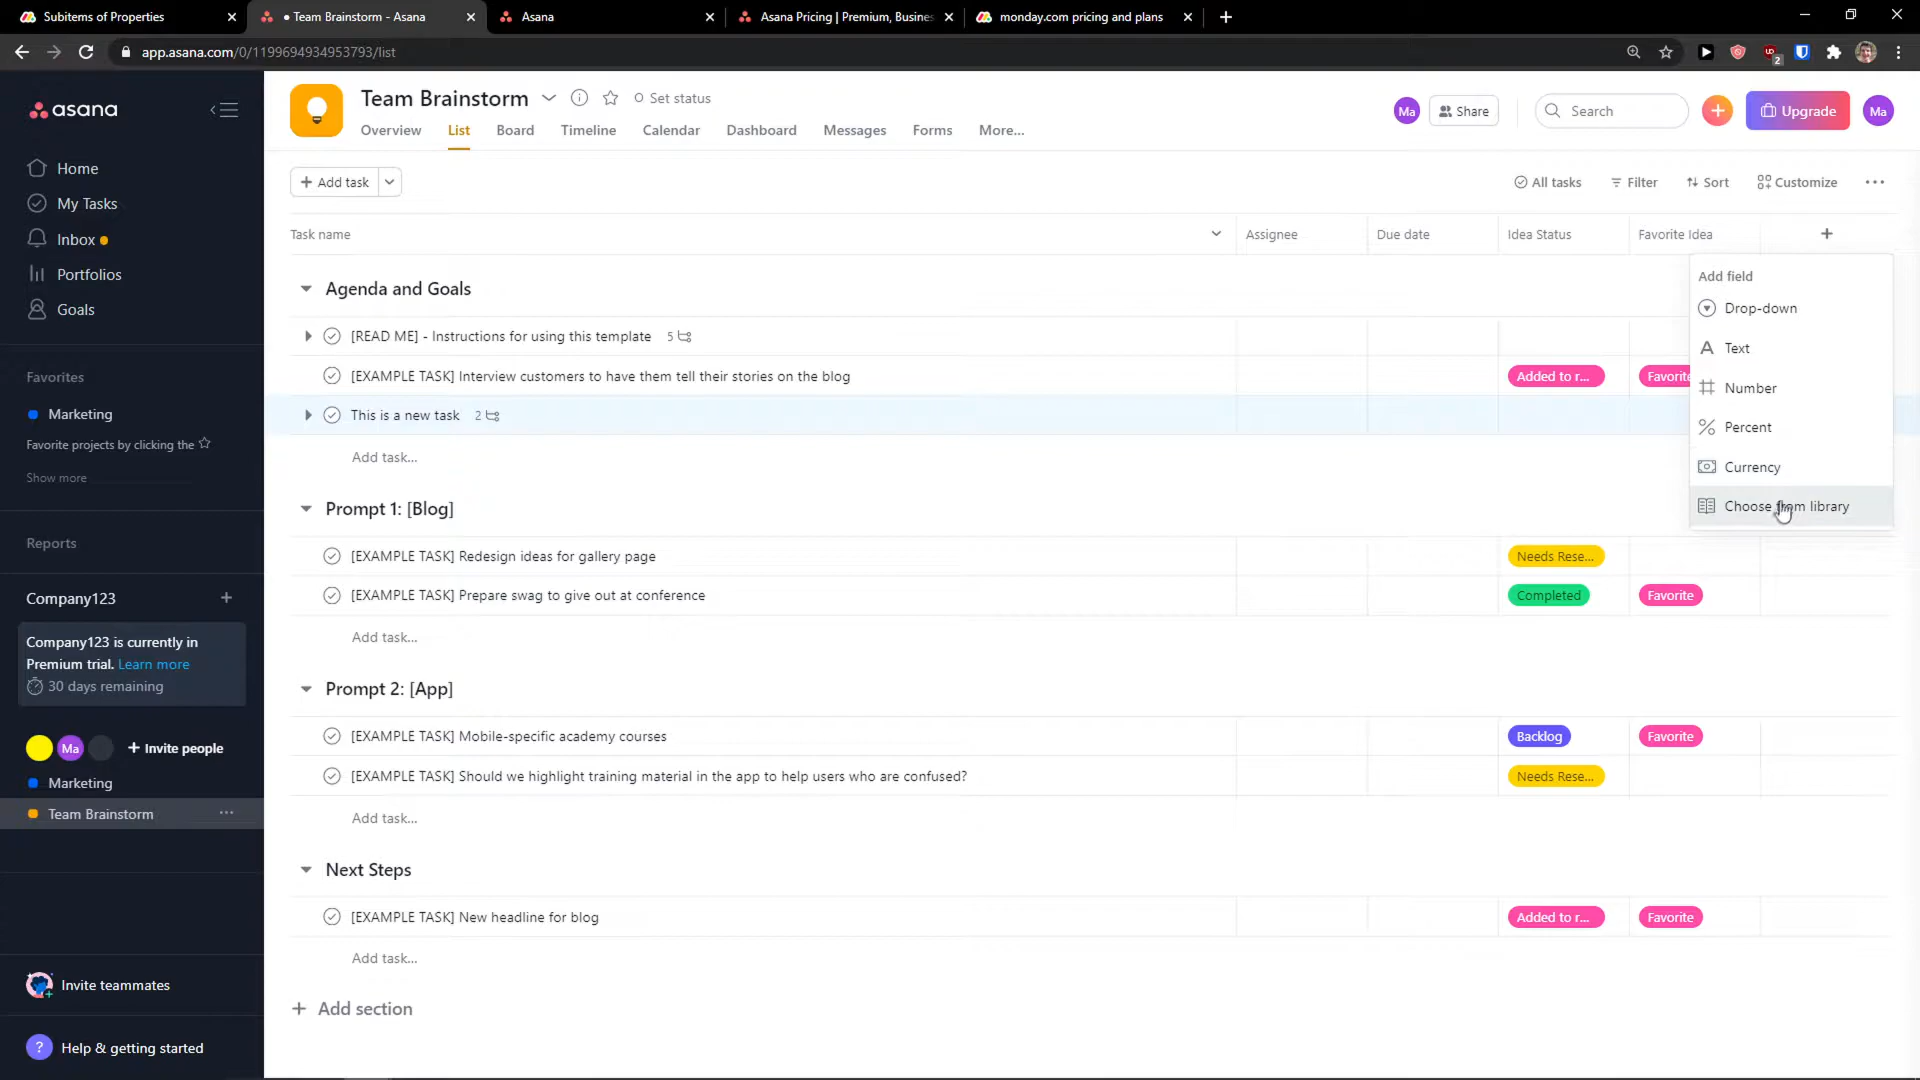 Subitems of Properties
• Team Brainstorm - Asana
Asana
Asana Pricing | Premium, Busines
monday.com pricing and plans
app.asana.com/0/1199694934953793/list
2
asana
Home
My Tasks
Inbox
Portfolios
Goals
Favorites
Marketing
Favorite projects by clicking the
Show more
Reports
Company123
Company123 is currently in
Premium trial. Learn more
30 days remaining
Ma
Invite people
Marketing
Team Brainstorm
Invite teammates
? Help & getting started
Team Brainstorm
Set status
Overview
List
Board
Timeline
Calendar
Dashboard
Messages
Forms
More...
Ma
Share
Search
Upgrade
Ma
+ Add task
All tasks
Filter
Sort
Customize
Task name
Assignee
Due date
Idea Status
Favorite Idea
Agenda and Goals
[READ ME] - Instructions for using this template 5
[EXAMPLE TASK] Interview customers to have them tell their stories on the blog
Added to r...
Favorite
This is a new task 2
Add task...
Prompt 1: [Blog]
[EXAMPLE TASK] Redesign ideas for gallery page
Needs Rese...
[EXAMPLE TASK] Prepare swag to give out at conference
Completed
Favorite
Add task...
Prompt 2: [App]
[EXAMPLE TASK] Mobile-specific academy courses
Backlog
Favorite
[EXAMPLE TASK] Should we highlight training material in the app to help users who are confused?
Needs Rese...
Add task...
Next Steps
[EXAMPLE TASK] New headline for blog
Added to r...
Favorite
Add task...
+ Add section
Add field
Drop-down
Text
Number
Percent
Currency
Choose from library